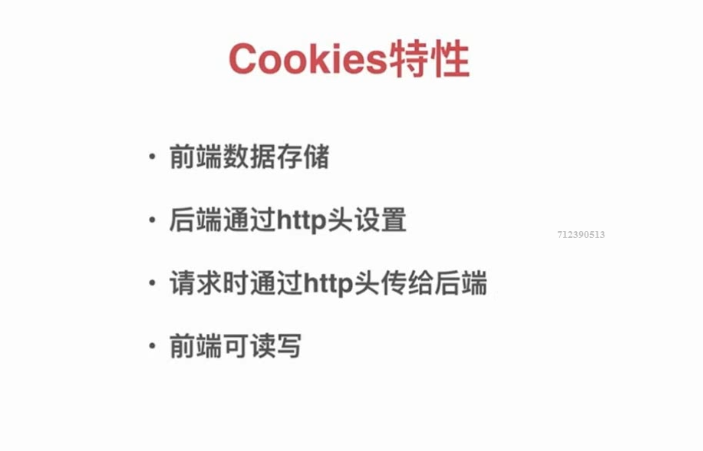 Cookies特性
• 前端数据存储
• 后端通过http头设置
712390513
• 请求时通过http头传给后端
• 前端可读写